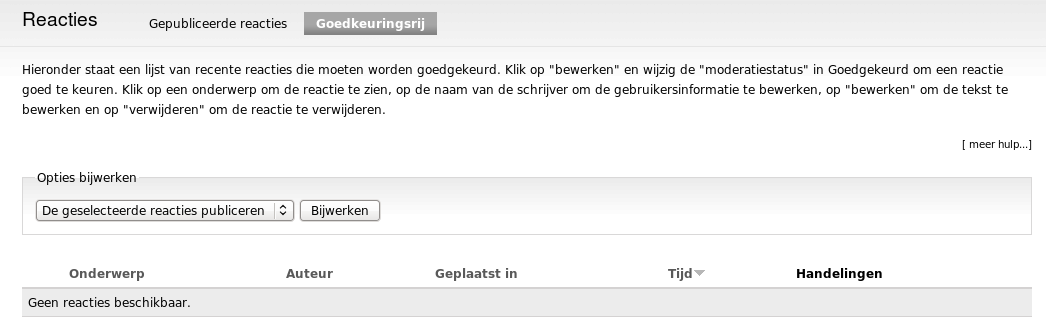 Reacties Gepubliceerde reacties Goedkeuringsrij
Hieronder staat een lijst van recente reacties die moeten worden goedgekeurd. Klik op "bewerken" en wijzig de "moderatiestatus" in Goedgekeurd om een reactie
goed te keuren. Klik op een onderwerp om de reactie te zien, op de naam van de schrijver om de gebruikersinformatie te bewerken, op "bewerken" om de tekst te
bewerken en op "verwijderen" om de reactie te verwijderen.
[ meer hulp...]
Opties bijwerken
De geselecteerde reacties publiceren Bijwerken
Onderwerp Auteur Geplaatst in Tijd Handelingen
Geen reacties beschikbaar.